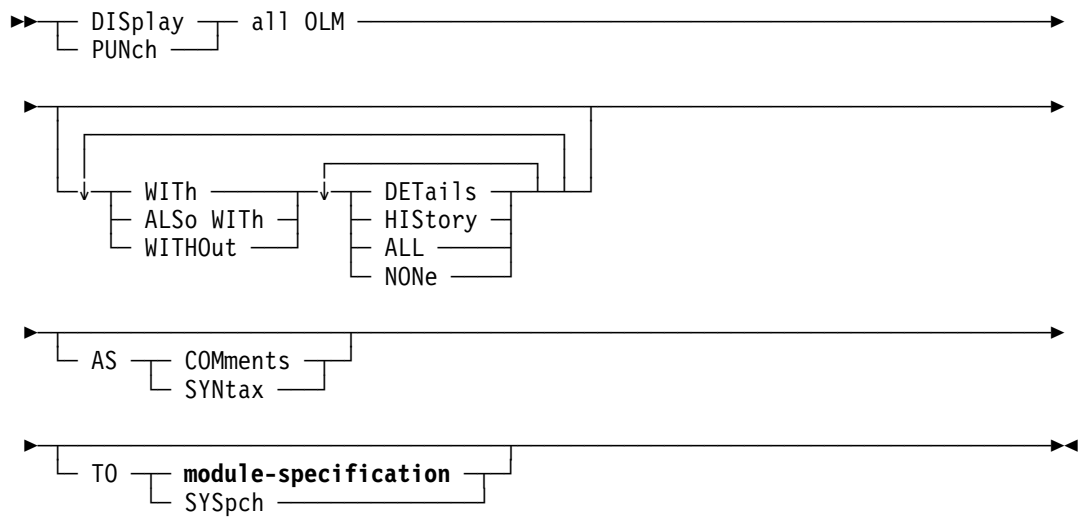 DISplay all OLM
PUNch
WITh DETails
ALSo WITh HIStory
WITHOut ALL
NONe
AS COMments
SYNtax
TO module-specification
SYSpch